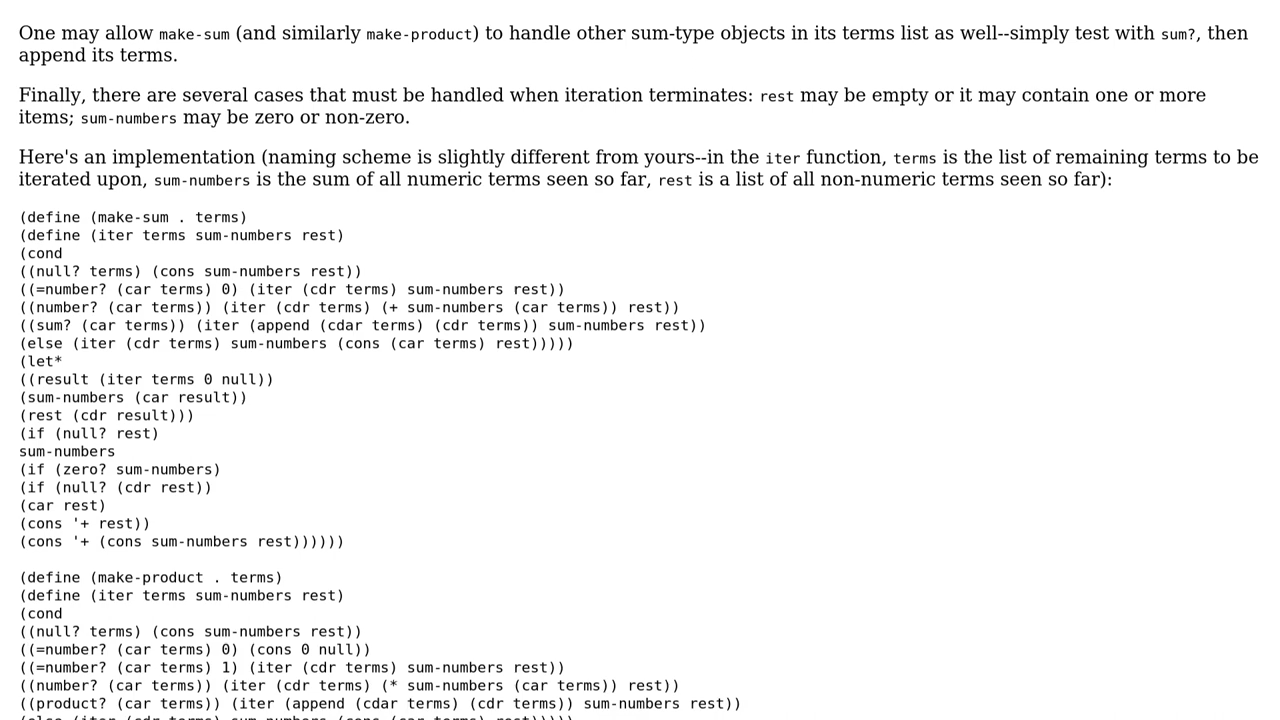 One may allow make-sum (and similarly make-product) to handle other sum-type objects in its terms list as well--simply test with sum?, then
append its terms.
Finally, there are several cases that must be handled when iteration terminates: rest may be empty or it may contain one or more
items; sum-numbers may be zero or non-zero.
Here's an implementation (naming scheme is slightly different from yours--in the iter function, terms is the list of remaining terms to be
iterated upon, sum-numbers is the sum of all numeric terms seen so far, rest is a list of all non-numeric terms seen so far):
(define (make-sum . terms)
(define (iter terms sum-numbers rest)
(cond
((null? terms) (cons sum-numbers rest))
((=number? (car terms) 0) (iter (cdr terms) sum-numbers rest))
((number? (car terms)) (iter (cdr terms) (+ sum-numbers (car terms)) rest))
((sum? (car terms)) (iter (append (cdar terms) (cdr terms)) sum-numbers rest))
(else (iter (cdr terms) sum-numbers (cons (car terms) rest)))))
(let*
((result (iter terms 0 null))
(sum-numbers (car result))
(rest (cdr result)))
(if (null? rest)
sum-numbers
(if (zero? sum-numbers)
(if (null? (cdr rest))
(car rest)
(cons '+ rest))
(cons '+ (cons sum-numbers rest))))))
(define (make-product . terms)
(define (iter terms sum-numbers rest)
(cond
((null? terms) (cons sum-numbers rest))
((=number? (car terms) 0) (cons 0 null))
((=number? (car terms) 1) (iter (cdr terms) sum-numbers rest))
((number? (car terms)) (iter (cdr terms) (* sum-numbers (car terms)) rest))
((product? (car terms)) (iter (append (cdar terms) (cdr terms)) sum-numbers rest))
(else (iter (cdr terms) sum-numbers (cons (car terms) rest)))))